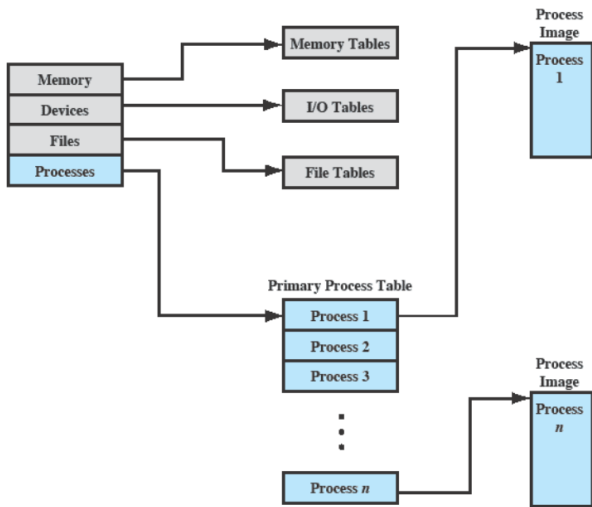 Memory
Devices
Files
Processes
Memory Tables
I/O Tables
File Tables
Primary Process Table
Process 1
Process 2
Process 3
Process n
Process
Image
Process
1
Process
Image
Process
n